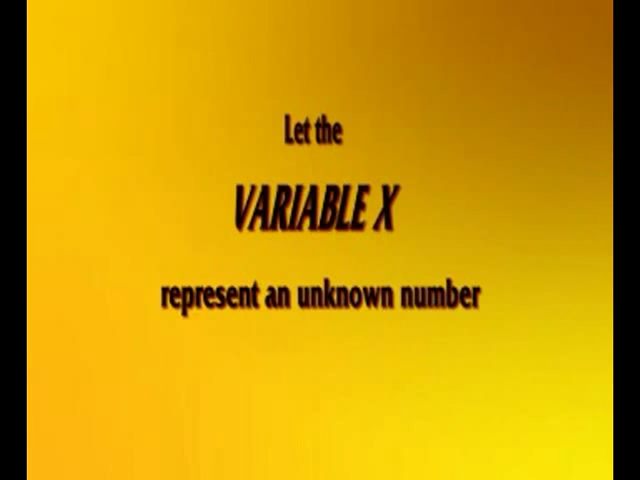 Let the
VARIABLE X
represent an unknown number